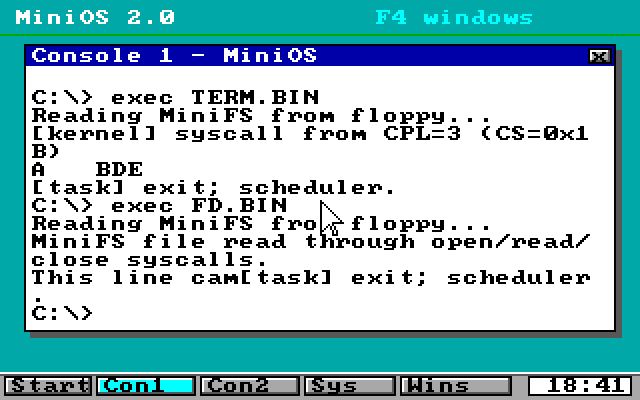 MiniOS 2.0 F4 windows
Console 1 - MiniOS
C:\> exec TERM.BIN
Reading MiniFS from floppy...
[kernel] syscall from CPL=3 (CS=0x1
B)
A    BDE
[task] exit; scheduler.
C:\> exec FD.BIN
Reading MiniFS from floppy...
MiniFS file read through open/read/
close syscalls.
This line cam[task] exit; scheduler
.
C:\>
Start Con1 Con2 Sys Wins 18:41